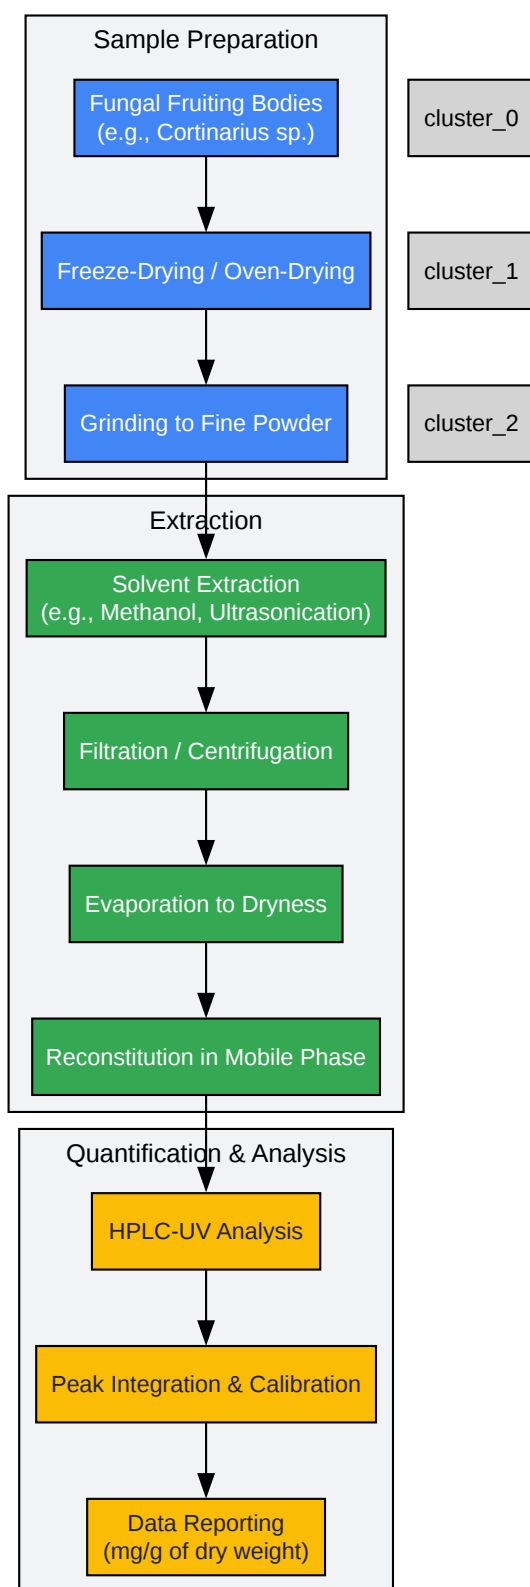 Sample Preparation
Fungal Fruiting Bodies
(e.g., Cortinarius sp.)
cluster_0
Freeze-Drying / Oven-Drying
cluster_1
Grinding to Fine Powder
cluster_2
Extraction
Solvent Extraction
(e.g., Methanol, Ultrasonication)
Filtration / Centrifugation
Evaporation to Dryness
Reconstitution in Mobile Phase
Quantification & Analysis
HPLC-UV Analysis
Peak Integration & Calibration
Data Reporting
(mg/g of dry weight)